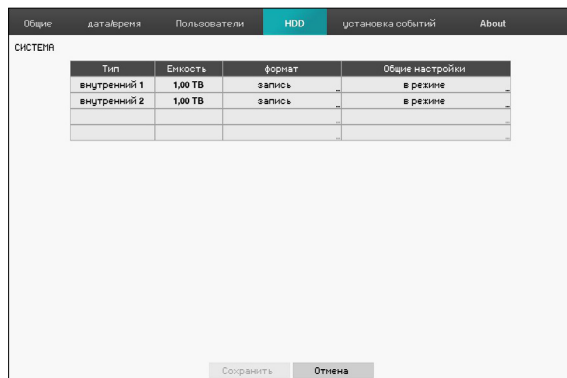 Общие дата/время Пользователи HDD установка событий About
СИСТЕМА
Тип Емкость формат Общие настройки
внутренний 1 1,00 TB запись ... в режиме ...
внутренний 2 1,00 TB запись ... в режиме ...
... ...
... ...
Сохранить Отмена